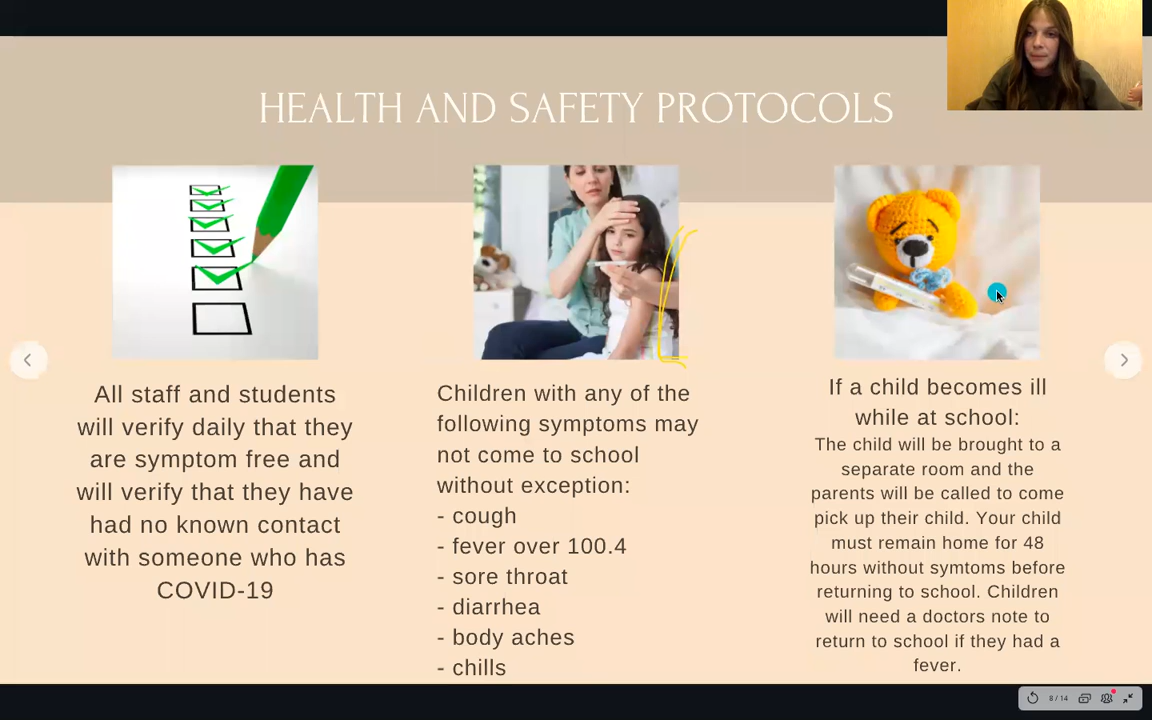 HEALTH AND SAFETY PROTOCOLS
All staff and students
will verify daily that they
are symptom free and
will verify that they have
had no known contact
with someone who has
COVID-19
Children with any of the
following symptoms may
not come to school
without exception:
- cough
- fever over 100.4
- sore throat
- diarrhea
- body aches
- chills
If a child becomes ill
while at school:
The child will be brought to a
separate room and the
parents will be called to come
pick up their child. Your child
must remain home for 48
hours without symtoms before
returning to school. Children
will need a doctors note to
return to school if they had a
fever.
8 / 14